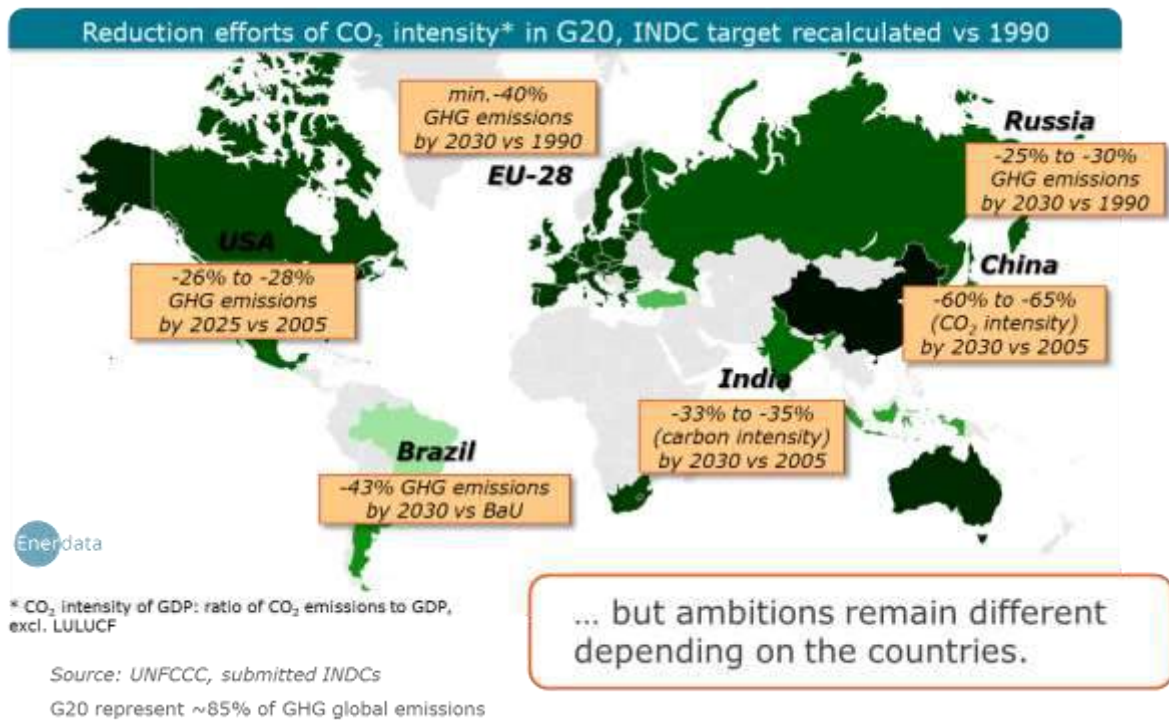 Reduction efforts of CO₂ intensity* in G20, INDC target recalculated vs 1990
min.-40%
GHG emissions
by 2030 vs 1990
EU-28
Russia
-25% to -30%
GHG emissions
by 2030 vs 1990
USA
-26% to -28%
GHG emissions
by 2025 vs 2005
China
-60% to -65%
(CO₂ intensity)
by 2030 vs 2005
India
-33% to -35%
(carbon intensity)
by 2030 vs 2005
Brazil
-43% GHG emissions
by 2030 vs BaU
Enerdata
* CO₂ intensity of GDP: ratio of CO₂ emissions to GDP,
excl. LULUCF
... but ambitions remain different
depending on the countries.
Source: UNFCCC, submitted INDCs
G20 represent ~85% of GHG global emissions